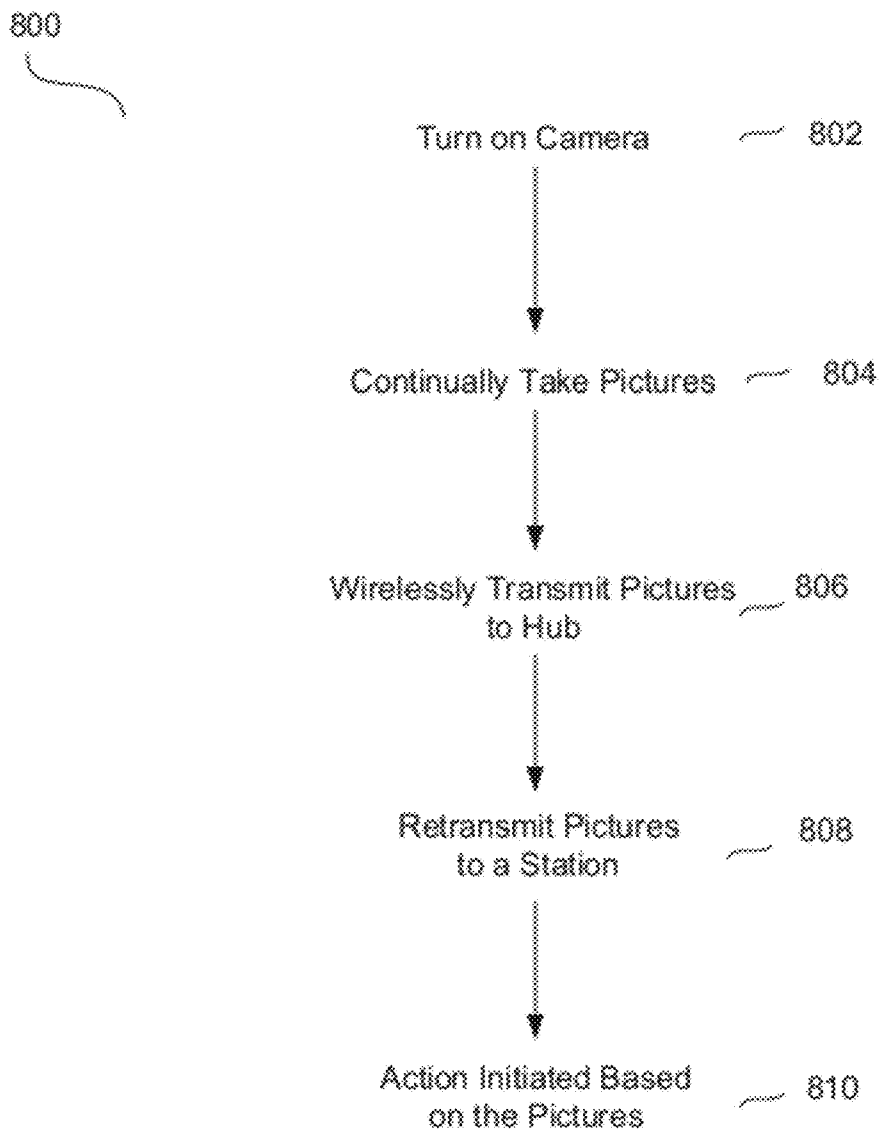 800
Turn on Camera 802
Continually Take Pictures 804
Wirelessly Transmit Pictures 806
to Hub
Retransmit Pictures 808
to a Station
Action Initiated Based 810
on the Pictures